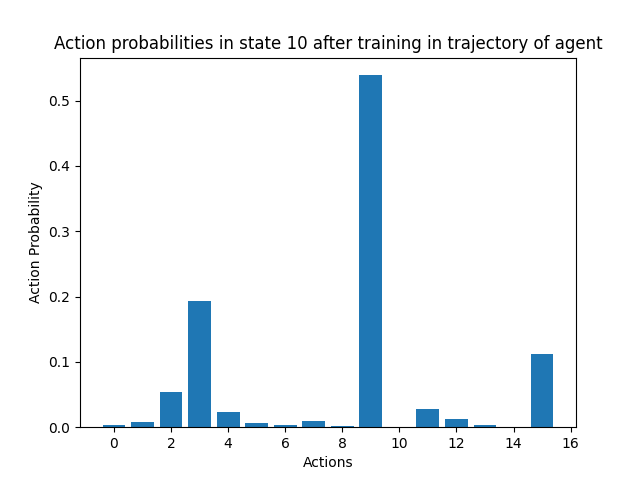 Action probabilities in state 10 after training in trajectory of agent
0.5
0.4
0.3
0.2
0.1
0.0
Action Probability
0 2 4 6 8 10 12 14 16
Actions